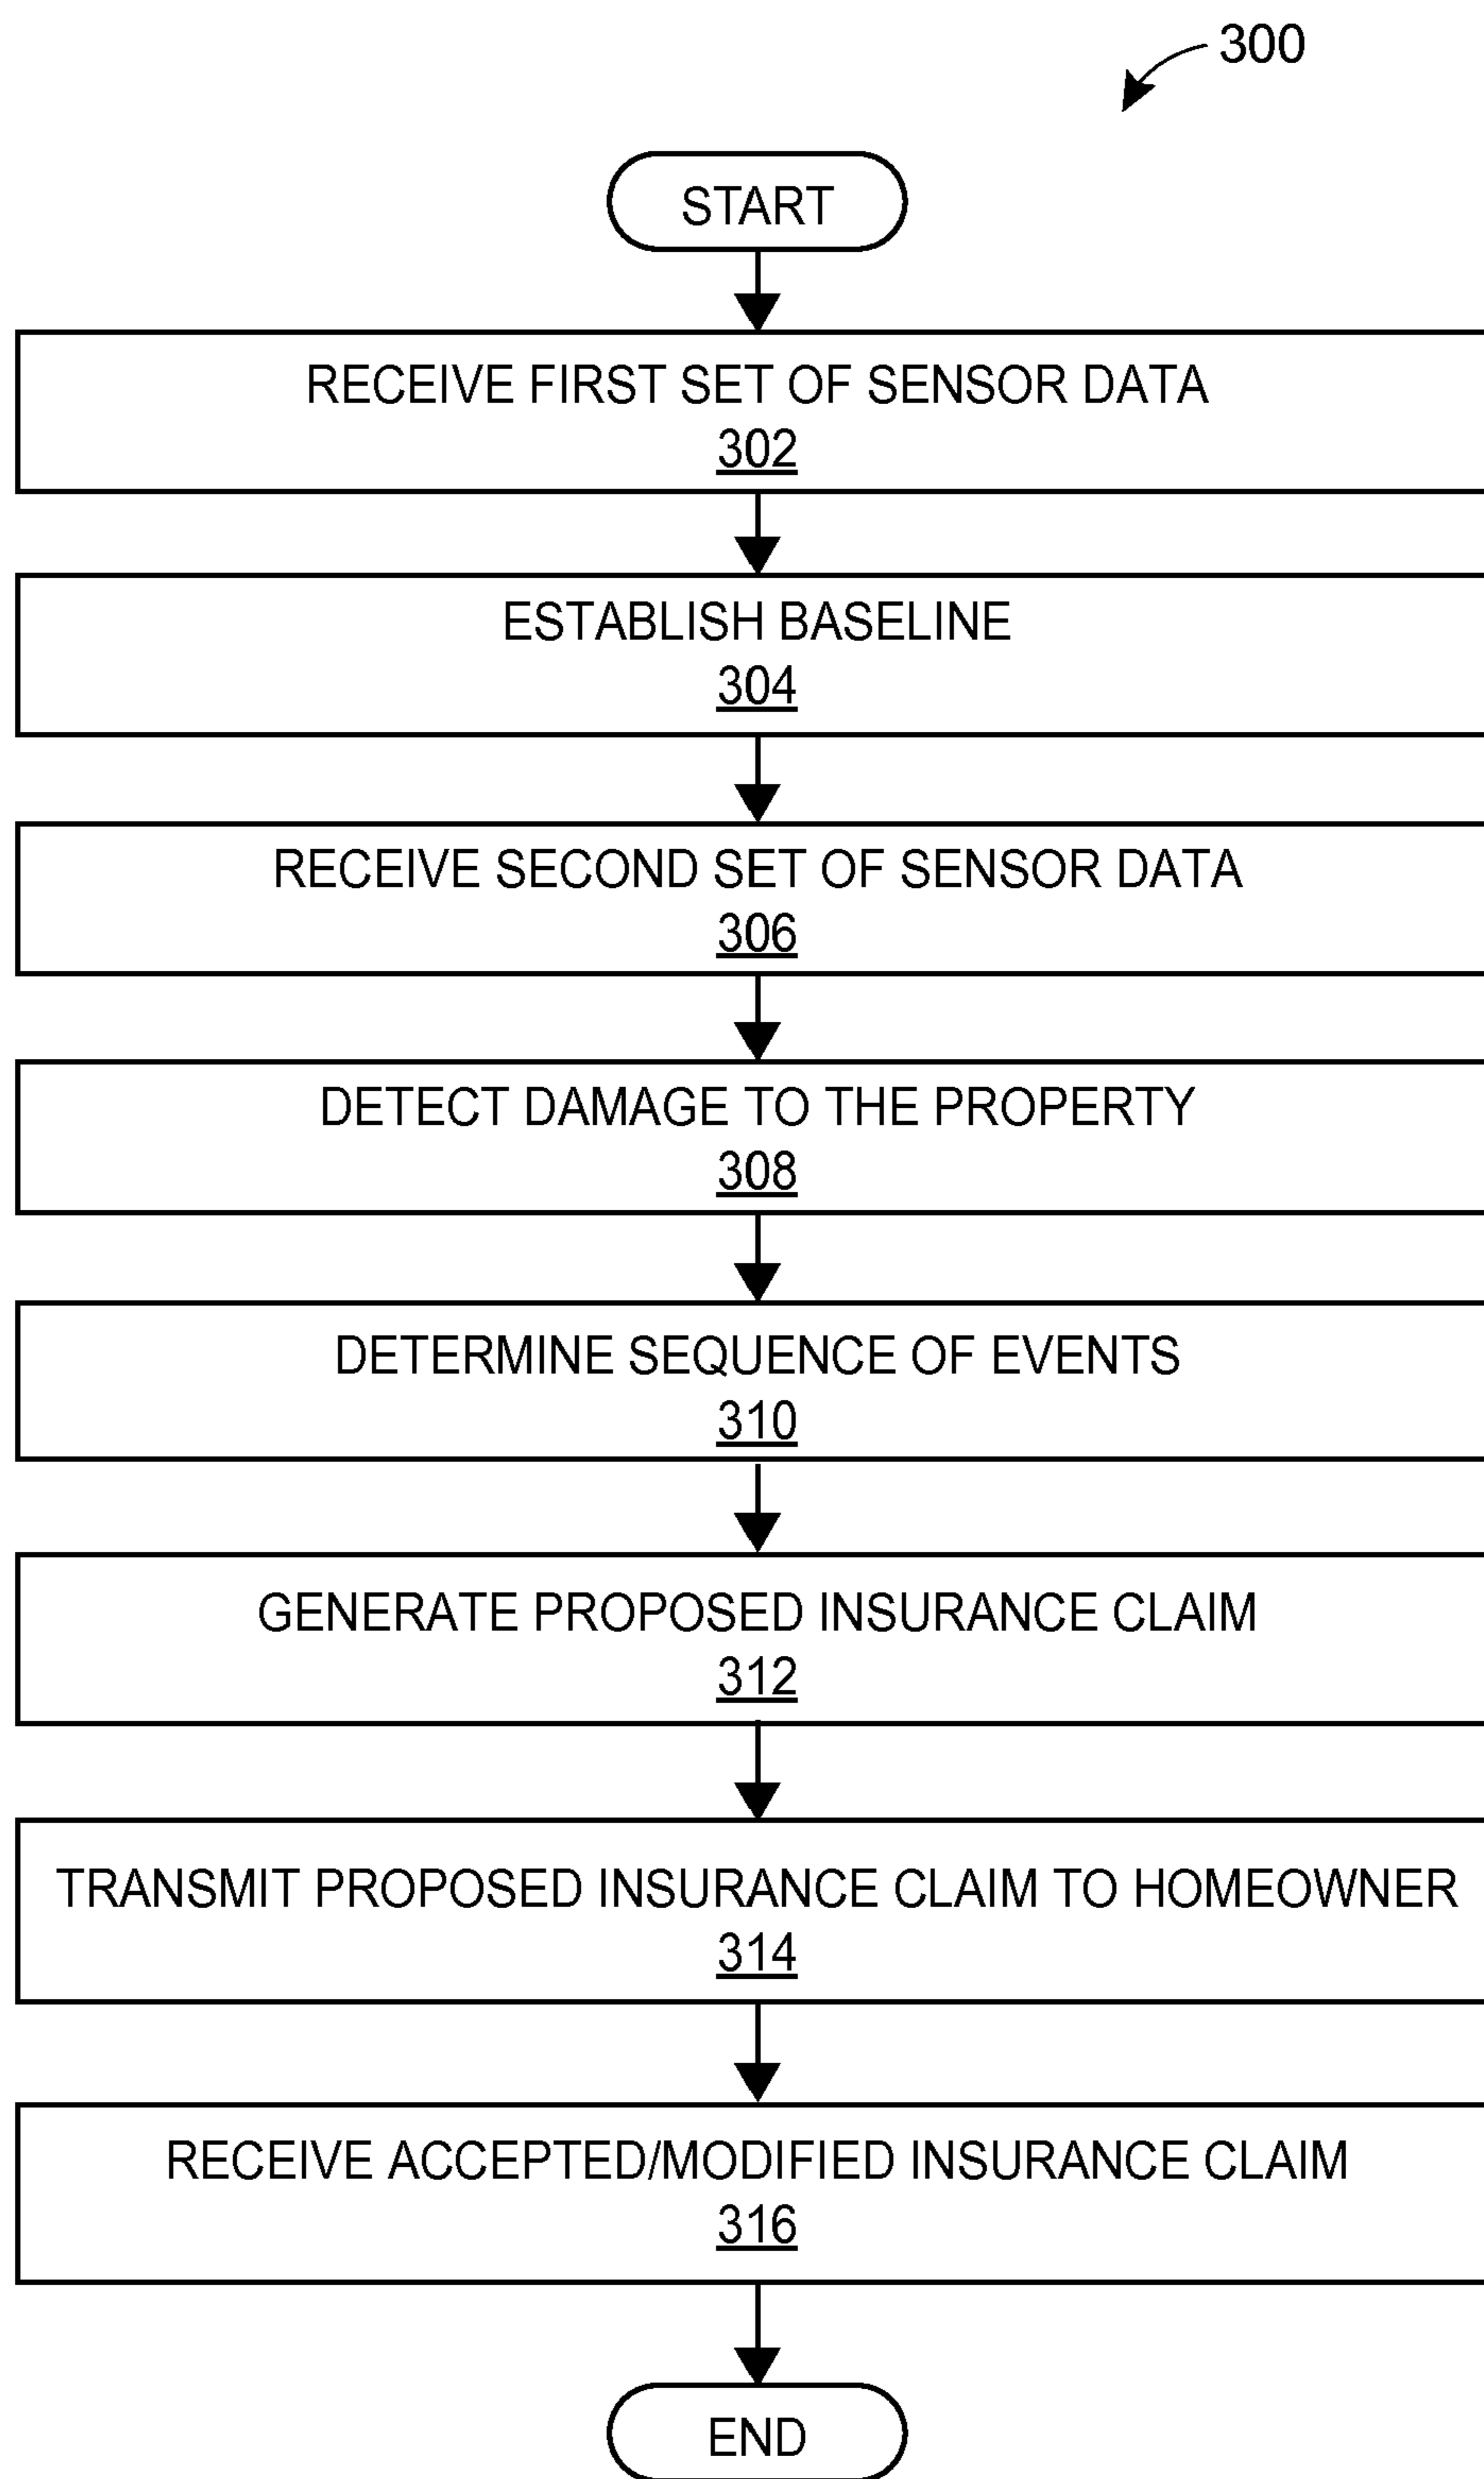 300
START
RECEIVE FIRST SET OF SENSOR DATA
302
ESTABLISH BASELINE
304
RECEIVE SECOND SET OF SENSOR DATA
306
DETECT DAMAGE TO THE PROPERTY
308
DETERMINE SEQUENCE OF EVENTS
310
GENERATE PROPOSED INSURANCE CLAIM
312
TRANSMIT PROPOSED INSURANCE CLAIM TO HOMEOWNER
314
RECEIVE ACCEPTED/MODIFIED INSURANCE CLAIM
316
END